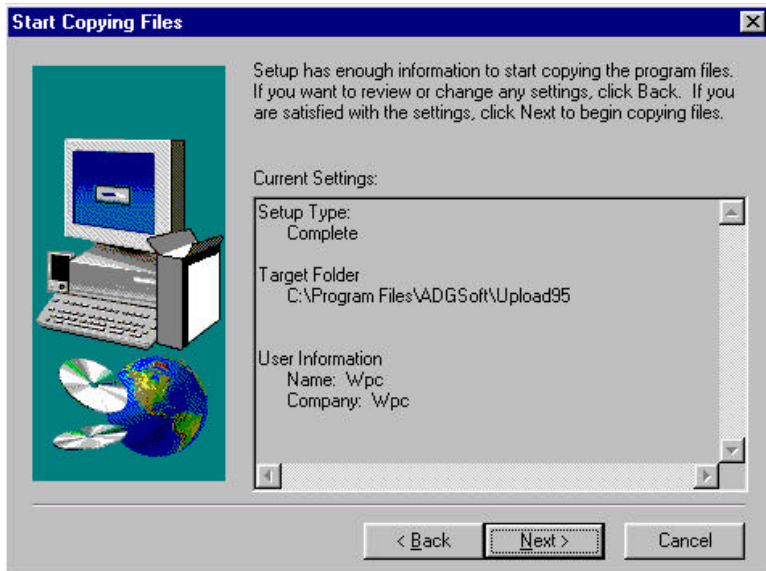 Start Copying Files
Setup has enough information to start copying the program files.
If you want to review or change any settings, click Back. If you
are satisfied with the settings, click Next to begin copying files.
Current Settings:
Setup Type:
Complete
Target Folder
C:\Program Files\ADGSoft\Upload95
User Information
Name: Wpc
Company: Wpc
< Back
Next >
Cancel